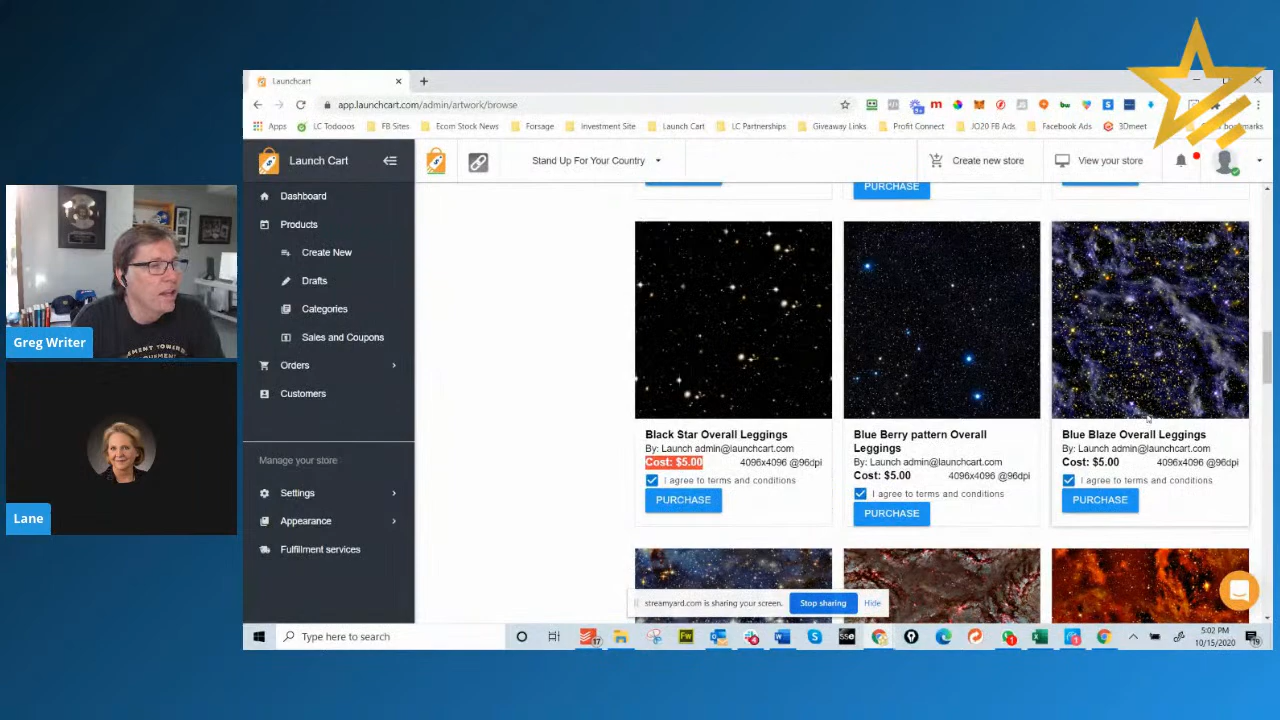 Launchcart
app.launchcart.com/admin/artwork/browse
Apps
LC Todooos
FB Sites
Ecom Stock News
Forsage
Investment Site
Launch Cart
LC Partnerships
Giveaway Links
Profit Connect
JO20 FB Ads
Facebook Ads
3Dmeet
bookmarks
Launch Cart
Stand Up For Your Country
Create new store
View your store
Dashboard
Products
Create New
Drafts
Categories
Sales and Coupons
Orders
Customers
Manage your store
Settings
Appearance
Fulfillment services
PURCHASE
Black Star Overall Leggings
By: Launch admin@launchcart.com
Cost: $5.00 4096x4096 @96dpi
I agree to terms and conditions
PURCHASE
Blue Berry pattern Overall
Leggings
By: Launch admin@launchcart.com
Cost: $5.00 4096x4096 @96dpi
I agree to terms and conditions
PURCHASE
Blue Blaze Overall Leggings
By: Launch admin@launchcart.com
Cost: $5.00 4096x4096 @96dpi
I agree to terms and conditions
PURCHASE
streamyard.com is sharing your screen.
Stop sharing
Hide
Type here to search
5:02 PM
10/15/2020
Greg Writer
Lane